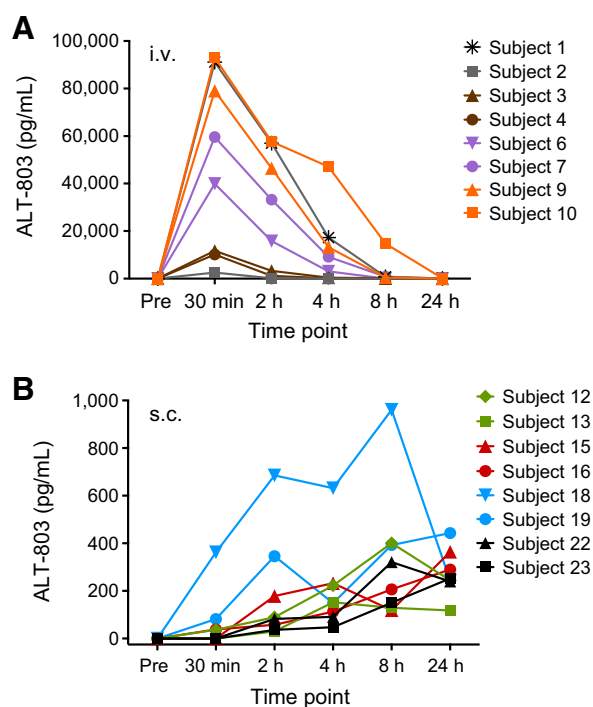 A
i.v.
ALT-803 (pg/mL)
100,000
80,000
60,000
40,000
20,000
0
Pre 30 min 2 h 4 h 8 h 24 h
Time point
Subject 1
Subject 2
Subject 3
Subject 4
Subject 6
Subject 7
Subject 9
Subject 10
B
s.c.
ALT-803 (pg/mL)
1,000
800
600
400
200
0
Pre 30 min 2 h 4 h 8 h 24 h
Time point
Subject 12
Subject 13
Subject 15
Subject 16
Subject 18
Subject 19
Subject 22
Subject 23